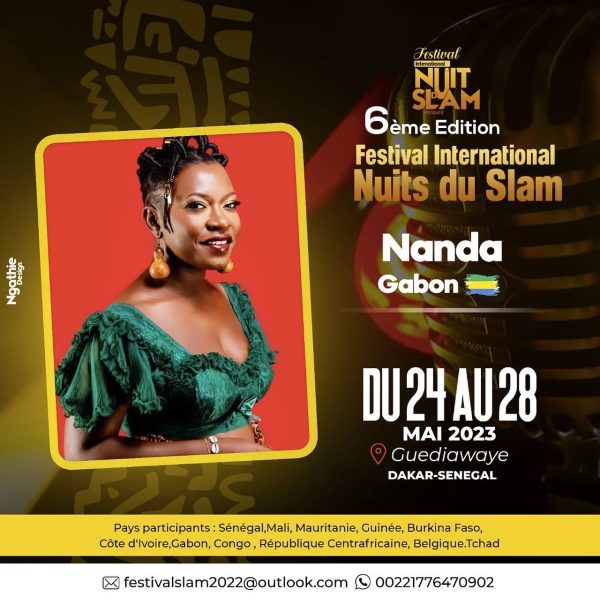 Festival
International
NUIT
DU
SLAM
6ème Edition
Festival International
Nuits du Slam
Nanda
Gabon
Ngathie
Design
DU 24 AU 28
MAI 2023
Guediawaye
DAKAR-SENEGAL
Pays participants : Sénégal,Mali, Mauritanie, Guinée, Burkina Faso,
Côte d'Ivoire,Gabon, Congo , République Centrafricaine, Belgique.Tchad
festivalslam2022@outlook.com 00221776470902